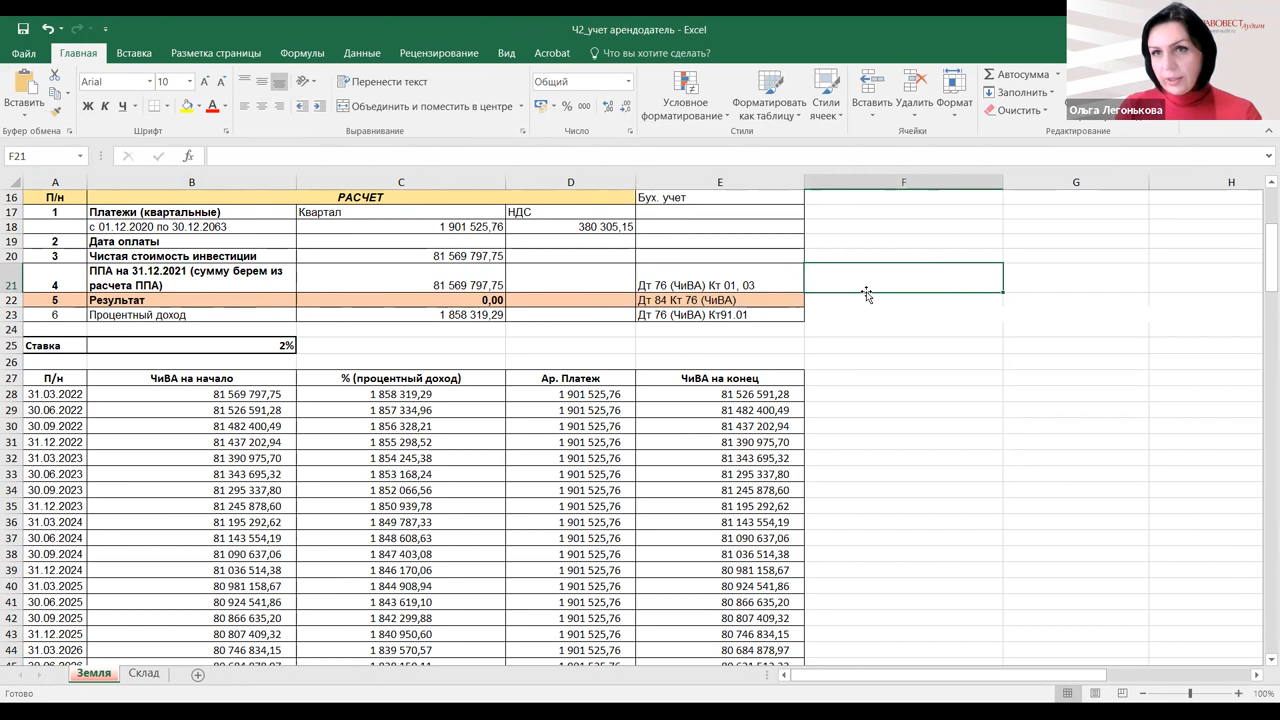 Ч2_учет арендодатель - Excel
АВОВЕСТ Аудит
Файл Главная Вставка Разметка страницы Формулы Данные Рецензирование Вид Acrobat Что вы хотите сделать?
Вставить
Arial 10
Ж К Ч
Перенести текст
Объединить и поместить в центре
Общий
% 000
Условное форматирование
Форматировать как таблицу
Стили ячеек
Вставить Удалить Формат
Автосумма
Заполнить
Очистить
Буфер обмена Шрифт Выравнивание Число Стили Ячейки Редактирование
Ольга Легонькова
F21 fx
A B C D E F G H
16 П/н РАСЧЕТ Бух. учет
17 1 Платежи (квартальные) Квартал НДС
18 с 01.12.2020 по 30.12.2063 1 901 525,76 380 305,15
19 2 Дата оплаты
20 3 Чистая стоимость инвестиции 81 569 797,75
ППА на 31.12.2021 (сумму берем из
21 4 расчета ППА) 81 569 797,75 Дт 76 (ЧиВА) Кт 01, 03
22 5 Результат 0,00 Дт 84 Кт 76 (ЧиВА)
23 6 Процентный доход 1 858 319,29 Дт 76 (ЧиВА) Кт91.01
24
25 Ставка 2%
26
27 П/н ЧиВА на начало % (процентный доход) Ар. Платеж ЧиВА на конец
28 31.03.2022 81 569 797,75 1 858 319,29 1 901 525,76 81 526 591,28
29 30.06.2022 81 526 591,28 1 857 334,96 1 901 525,76 81 482 400,49
30 30.09.2022 81 482 400,49 1 856 328,21 1 901 525,76 81 437 202,94
31 31.12.2022 81 437 202,94 1 855 298,52 1 901 525,76 81 390 975,70
32 31.03.2023 81 390 975,70 1 854 245,38 1 901 525,76 81 343 695,32
33 30.06.2023 81 343 695,32 1 853 168,24 1 901 525,76 81 295 337,80
34 30.09.2023 81 295 337,80 1 852 066,56 1 901 525,76 81 245 878,60
35 31.12.2023 81 245 878,60 1 850 939,78 1 901 525,76 81 195 292,62
36 31.03.2024 81 195 292,62 1 849 787,33 1 901 525,76 81 143 554,19
37 30.06.2024 81 143 554,19 1 848 608,63 1 901 525,76 81 090 637,06
38 30.09.2024 81 090 637,06 1 847 403,08 1 901 525,76 81 036 514,38
39 31.12.2024 81 036 514,38 1 846 170,06 1 901 525,76 80 981 158,67
40 31.03.2025 80 981 158,67 1 844 908,94 1 901 525,76 80 924 541,86
41 30.06.2025 80 924 541,86 1 843 619,10 1 901 525,76 80 866 635,20
42 30.09.2025 80 866 635,20 1 842 299,88 1 901 525,76 80 807 409,32
43 31.12.2025 80 807 409,32 1 840 950,60 1 901 525,76 80 746 834,15
44 31.03.2026 80 746 834,15 1 839 570,57 1 901 525,76 80 684 878,97
Земля Склад
Готово 100%